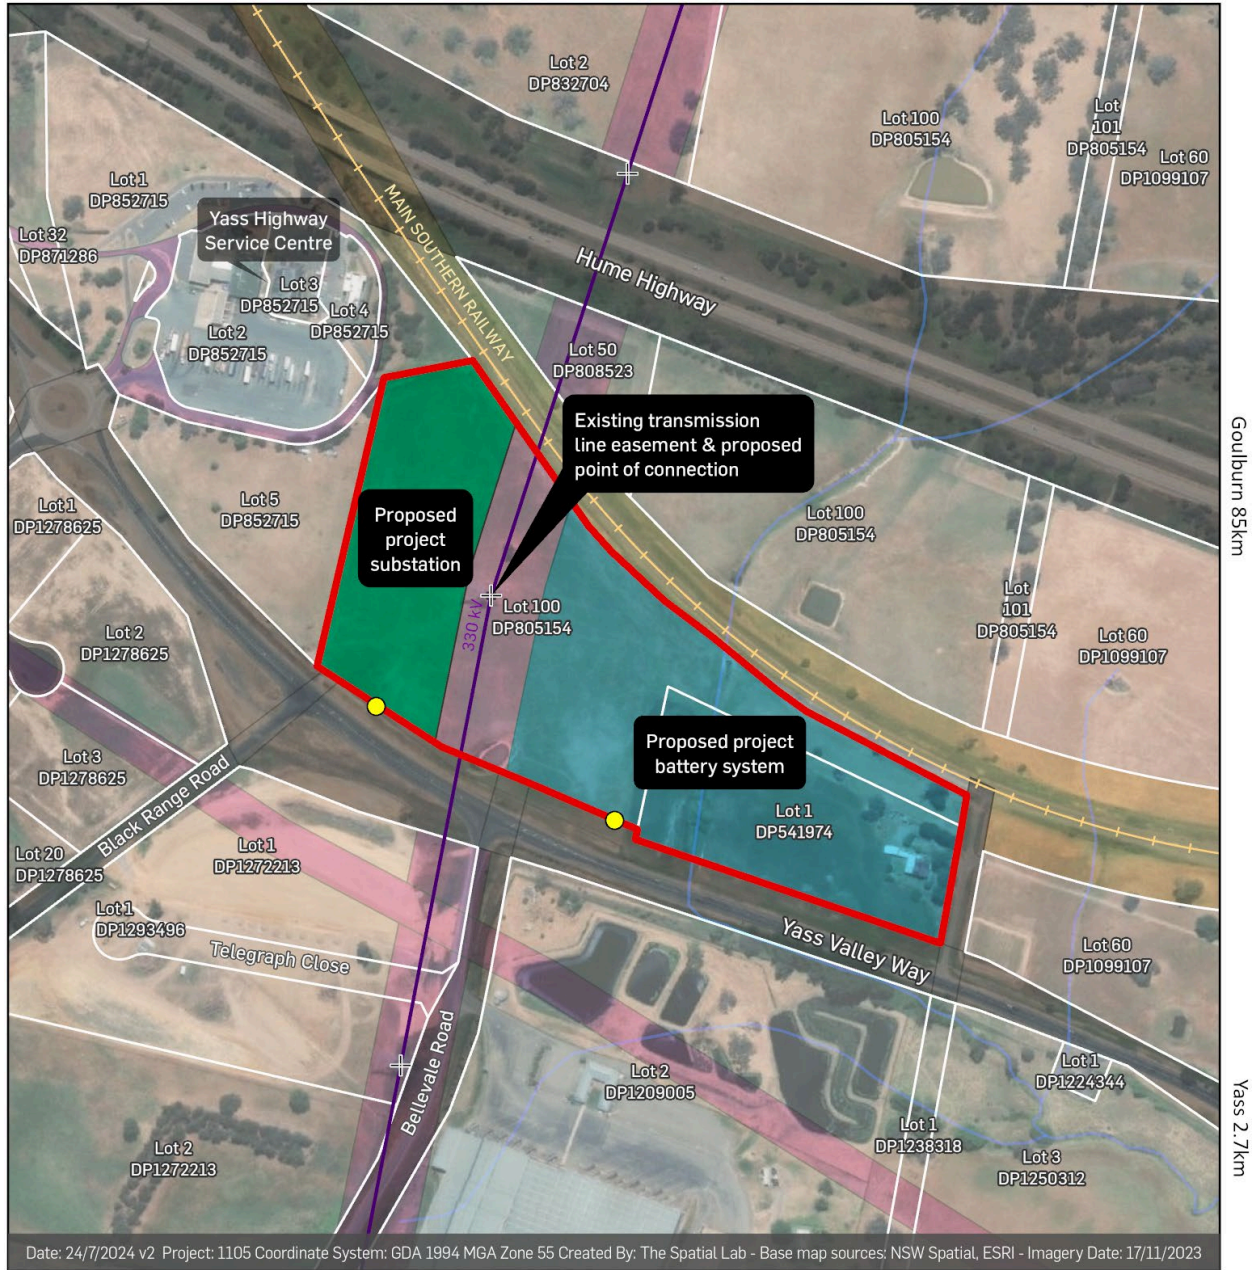 Lot 2
DP832704
Lot 100
DP805154
Lot
101
DP805154
Lot 60
DP1099107
Lot 1
DP852715
Yass Highway
Service Centre
Lot 32
DP871286
MAIN SOUTHERN RAILWAY
Hume Highway
Lot 3
DP852715
Lot 4
DP852715
Lot 2
DP852715
Lot 50
DP808523
Existing transmission
line easement & proposed
point of connection
Goulburn 85km
Lot 1
DP1278625
Lot 5
DP852715
Proposed
project
substation
Lot 100
DP805154
330 kV
Lot 100
DP805154
Lot
101
DP805154
Lot 60
DP1099107
Lot 2
DP1278625
Lot 3
DP1278625
Black Range Road
Proposed project
battery system
Lot 1
DP541974
Lot 20
DP1278625
Lot 1
DP1272213
Lot 1
DP1293496
Telegraph Close
Yass Valley Way
Lot 60
DP1099107
Bellevale Road
Lot 2
DP1209005
Lot 1
DP1224344
Lot 1
DP1238318
Lot 3
DP1250312
Lot 2
DP1272213
Yass 2.7km
Date: 24/7/2024 v2 Project: 1105 Coordinate System: GDA 1994 MGA Zone 55 Created By: The Spatial Lab - Base map sources: NSW Spatial, ESRI - Imagery Date: 17/11/2023